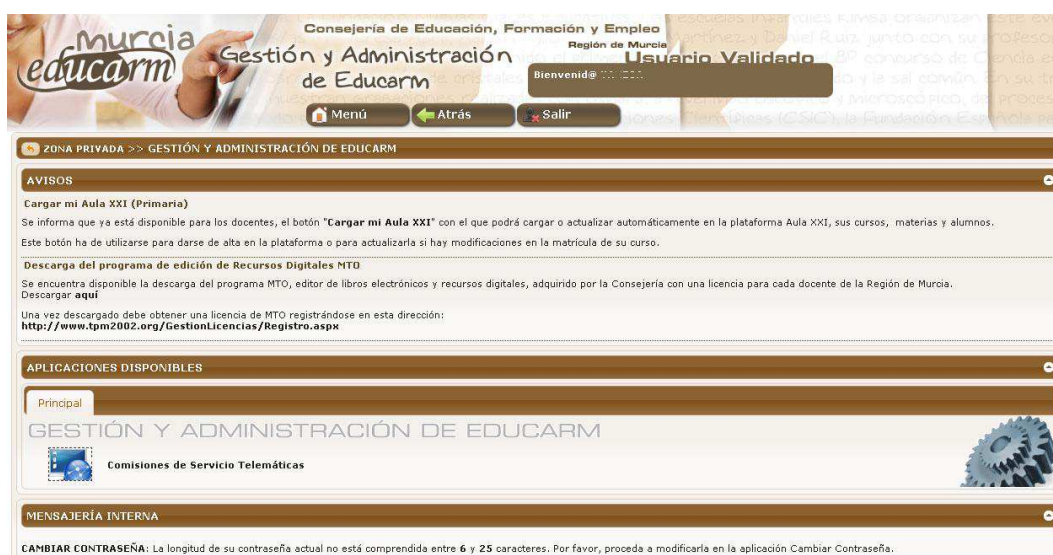 murcia
educarm
Consejería de Educación, Formación y Empleo
Región de Murcia
Gestión y Administración
de Educarm
Usuario Validado
Bienvenid@
Menú
Atrás
Salir
ZONA PRIVADA >> GESTIÓN Y ADMINISTRACIÓN DE EDUCARM
AVISOS
Cargar mi Aula XXI (Primaria)
Se informa que ya está disponible para los docentes, el botón "Cargar mi Aula XXI" con el que podrá cargar o actualizar automáticamente en la plataforma Aula XXI, sus cursos, materias y alumnos.
Este botón ha de utilizarse para darse de alta en la plataforma o para actualizarla si hay modificaciones en la matrícula de su curso.
Descarga del programa de edición de Recursos Digitales MTO
Se encuentra disponible la descarga del programa MTO, editor de libros electrónicos y recursos digitales, adquirido por la Consejería con una licencia para cada docente de la Región de Murcia.
Descargar aquí
Una vez descargado debe obtener una licencia de MTO registrándose en esta dirección:
http://www.tpm2002.org/GestionLicencias/Registro.aspx
APLICACIONES DISPONIBLES
Principal
GESTIÓN Y ADMINISTRACIÓN DE EDUCARM
Comisiones de Servicio Telemáticas
MENSAJERÍA INTERNA
CAMBIAR CONTRASEÑA: La longitud de su contraseña actual no está comprendida entre 6 y 25 caracteres. Por favor, proceda a modificarla en la aplicación Cambiar Contraseña.